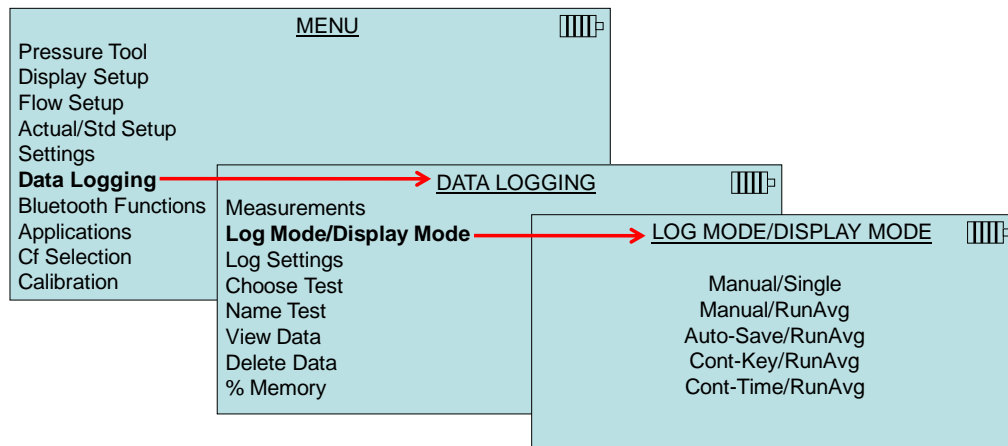 MENU
Pressure Tool
Display Setup
Flow Setup
Actual/Std Setup
Settings
Data Logging
Bluetooth Functions
Applications
Cf Selection
Calibration
DATA LOGGING
Measurements
Log Mode/Display Mode
Log Settings
Choose Test
Name Test
View Data
Delete Data
% Memory
LOG MODE/DISPLAY MODE
Manual/Single
Manual/RunAvg
Auto-Save/RunAvg
Cont-Key/RunAvg
Cont-Time/RunAvg